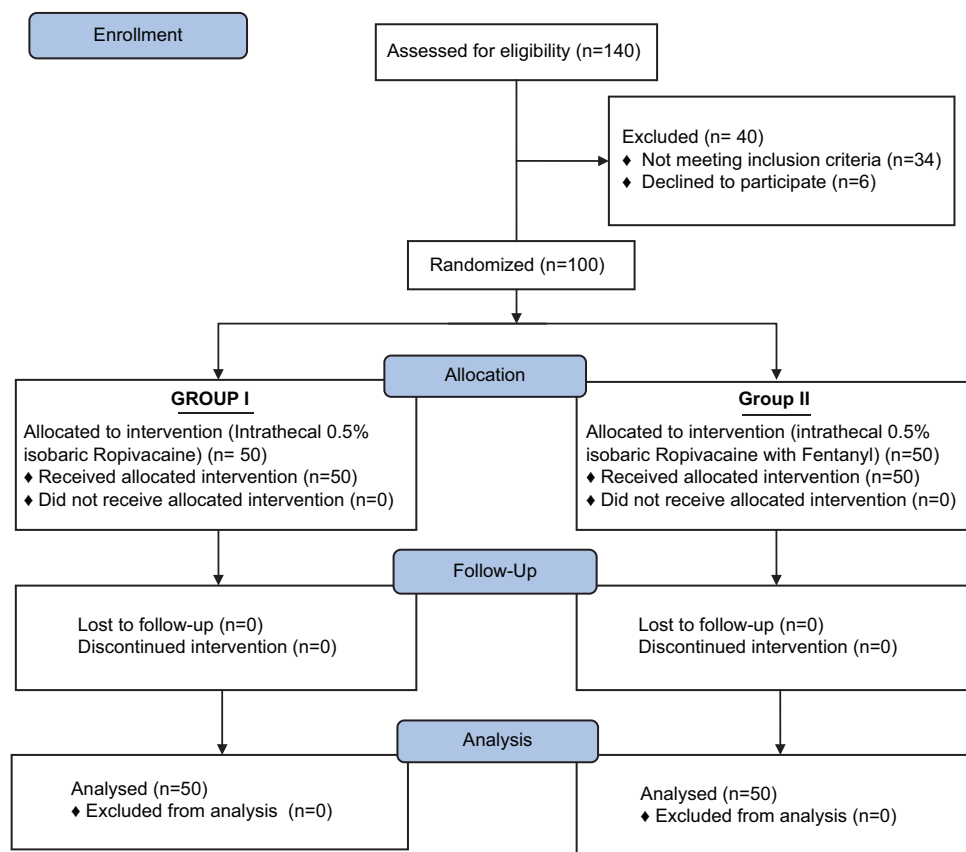 Enrollment
Assessed for eligibility (n=140)
Excluded (n= 40)
♦ Not meeting inclusion criteria (n=34)
♦ Declined to participate (n=6)
Randomized (n=100)
Allocation
GROUP I
Allocated to intervention (Intrathecal 0.5%
isobaric Ropivacaine) (n= 50)
♦ Received allocated intervention (n=50)
♦ Did not receive allocated intervention (n=0)
Group II
Allocated to intervention (intrathecal 0.5%
isobaric Ropivacaine with Fentanyl) (n=50)
♦ Received allocated intervention (n=50)
♦ Did not receive allocated intervention (n=0)
Follow-Up
Lost to follow-up (n=0)
Discontinued intervention (n=0)
Lost to follow-up (n=0)
Discontinued intervention (n=0)
Analysis
Analysed (n=50)
♦ Excluded from analysis (n=0)
Analysed (n=50)
♦ Excluded from analysis (n=0)